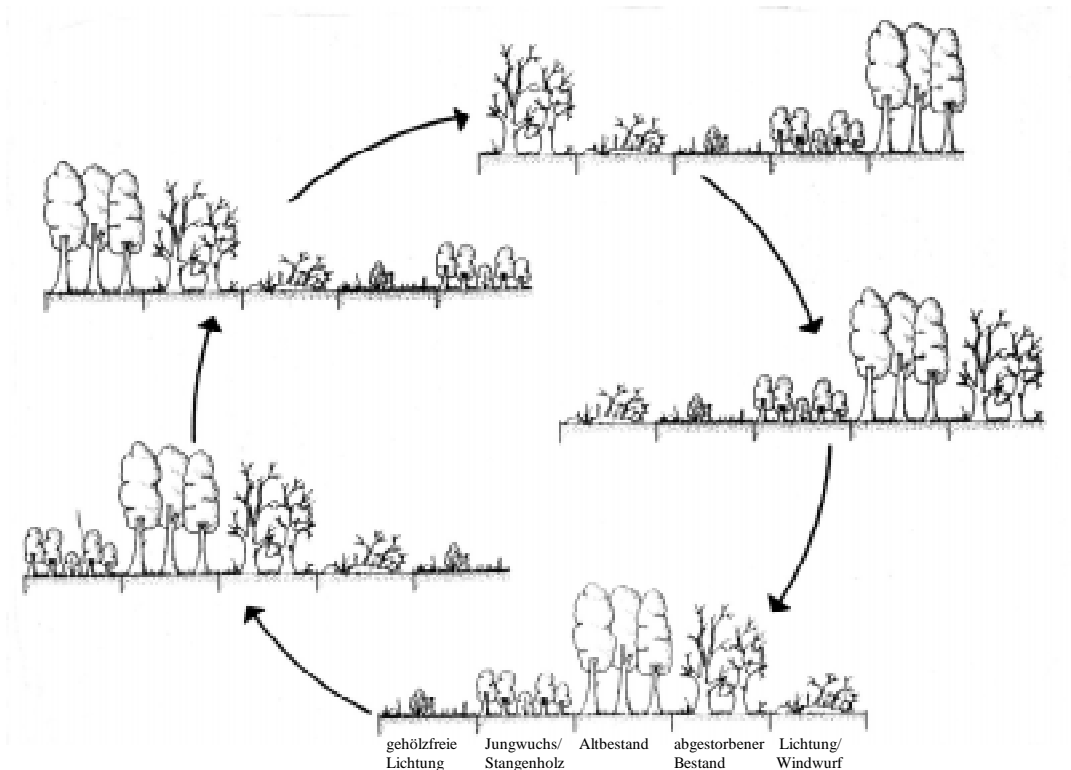 gehölzfreie
Lichtung
Jungwuchs/
Stangenholz
Altbestand
abgestorbener
Bestand
Lichtung/
Windwurf